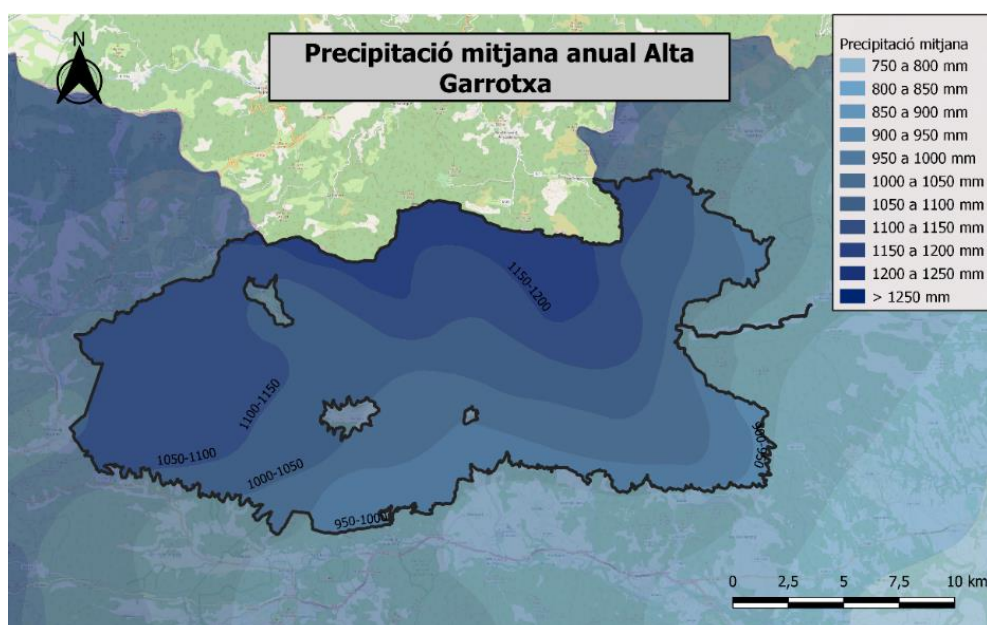 N
Precipitació mitjana anual Alta
Garrotxa
Precipitació mitjana
750 a 800 mm
800 a 850 mm
850 a 900 mm
900 a 950 mm
950 a 1000 mm
1000 a 1050 mm
1050 a 1100 mm
1100 a 1150 mm
1150 a 1200 mm
1200 a 1250 mm
> 1250 mm
1150-1200
1100-1150
1050-1100
1000-1050
950-1000
900-950
0 2,5 5 7,5 10 km